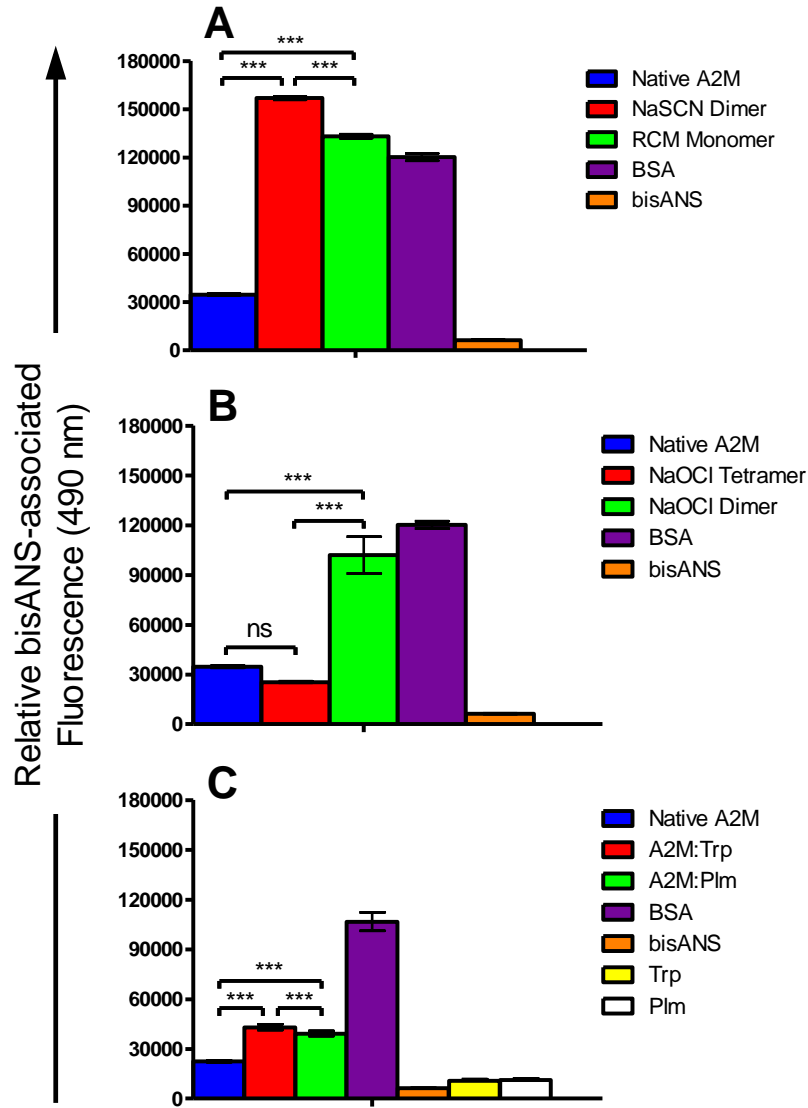 Relative bisANS-associated
Fluorescence (490 nm)
A
***
***
***
180000
150000
120000
90000
60000
30000
0
Native A2M
NaSCN Dimer
RCM Monomer
BSA
bisANS
B
***
***
ns
180000
150000
120000
90000
60000
30000
0
Native A2M
NaOCl Tetramer
NaOCl Dimer
BSA
bisANS
C
***
***
***
180000
150000
120000
90000
60000
30000
0
Native A2M
A2M:Trp
A2M:Plm
BSA
bisANS
Trp
Plm